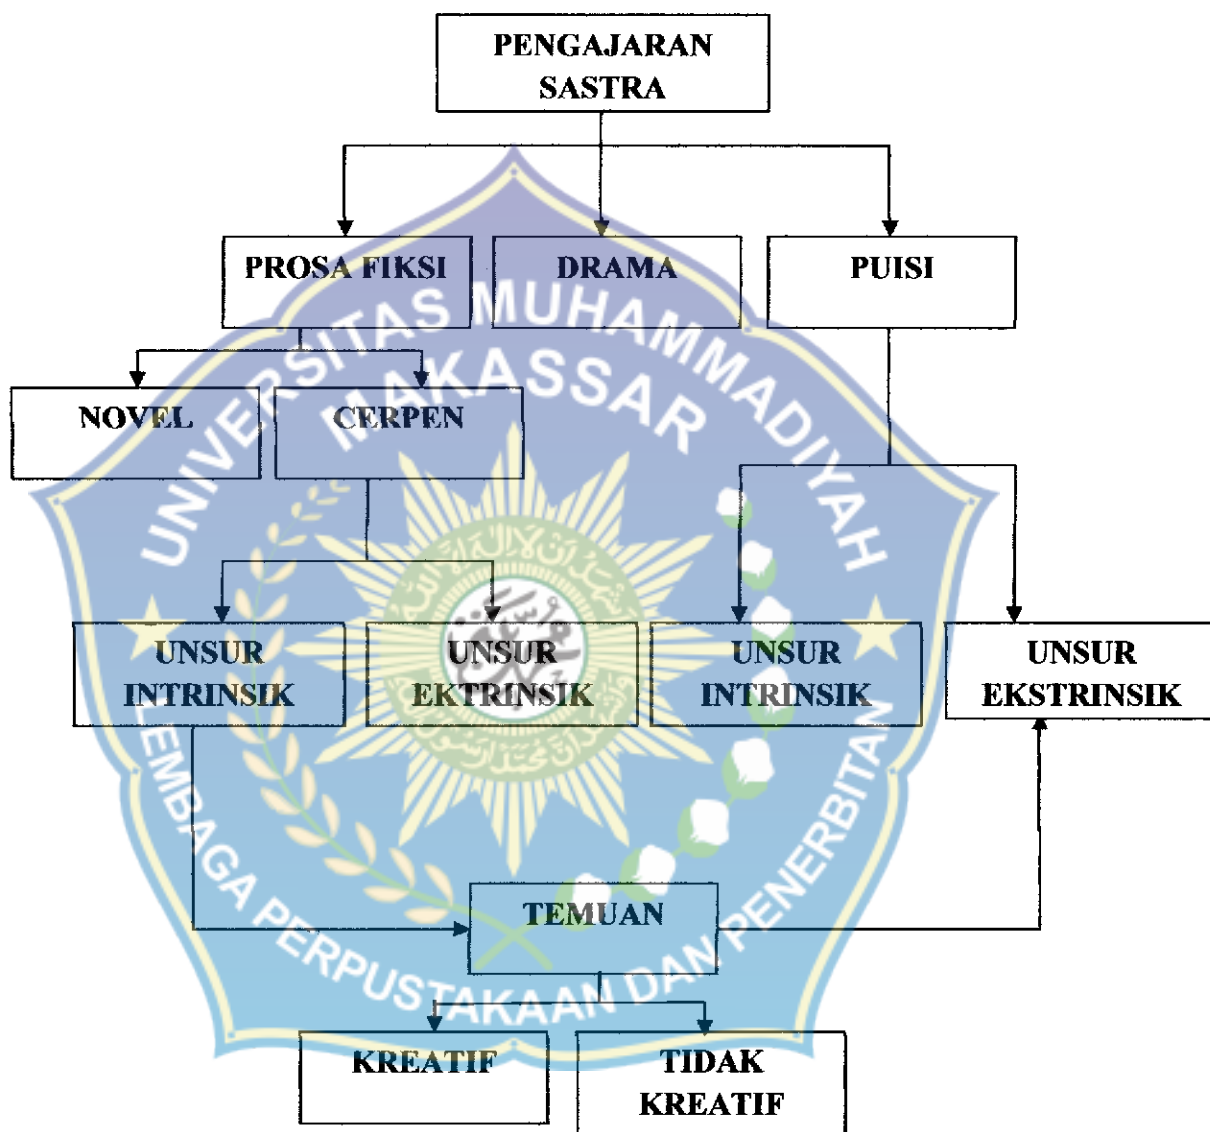 PENGAJARAN
SASTRA
PROSA FIKSI
DRAMA
PUISI
UNIVERSITAS MUHAMMADIYAH
MAKASSAR
NOVEL
CERPEN
UNSUR
INTRINSIK
UNSUR
EKTRINSIK
UNSUR
INTRINSIK
UNSUR
EKSTRINSIK
LEMBAGA PERPUSTAKAAN DAN PENERBITAN
TEMUAN
KREATIF
TIDAK
KREATIF